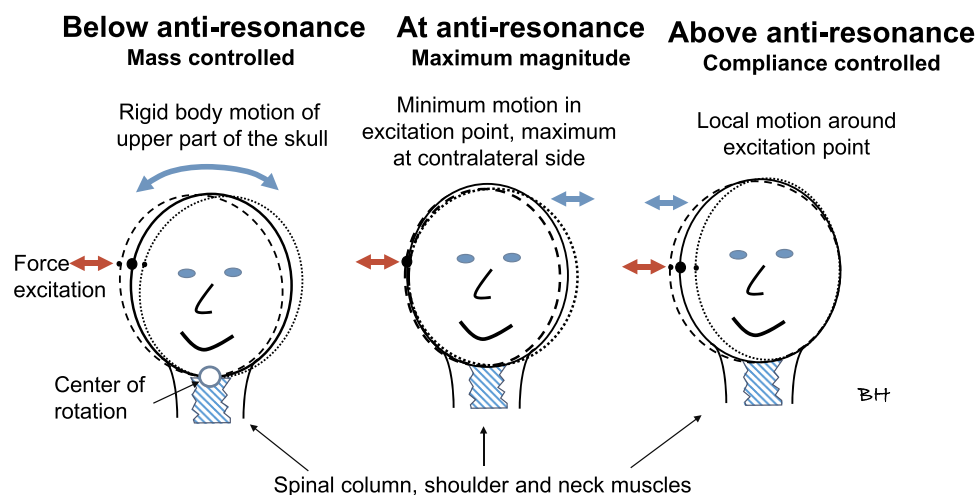 Below anti-resonance
Mass controlled
Rigid body motion of
upper part of the skull
At anti-resonance
Maximum magnitude
Minimum motion in
excitation point, maximum
at contralateral side
Above anti-resonance
Compliance controlled
Local motion around
excitation point
Force
excitation
Center of
rotation
BH
Spinal column, shoulder and neck muscles